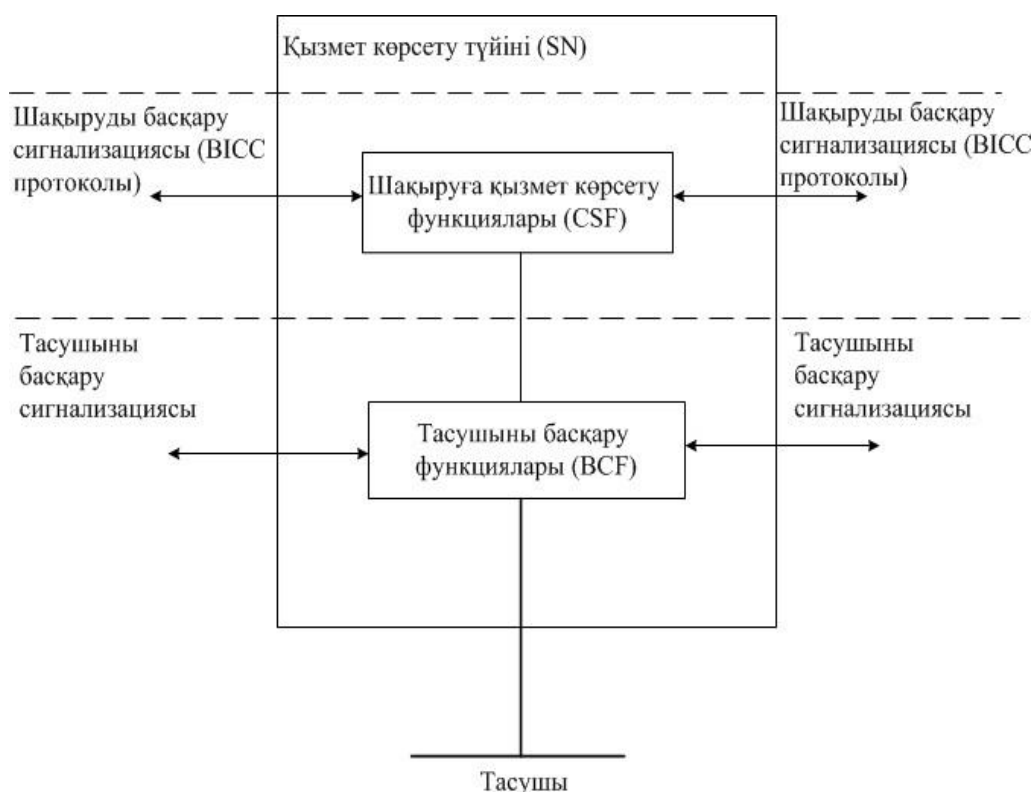 Қызмет көрсету түйіні (SN)
Шақыруды басқару
сигнализациясы (BICC
протоколы)
Шақыруды басқару
сигнализациясы (BICC
протоколы)
Шақыруға қызмет көрсету
функциялары (CSF)
Тасушыны
басқару
сигнализациясы
Тасушыны
басқару
сигнализациясы
Тасушыны басқару
функциялары (BCF)
Тасушы